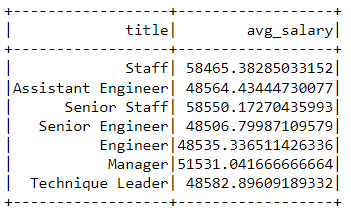 +------------------+------------------+
|             title|        avg_salary|
+------------------+------------------+
|             Staff| 58465.38285033152|
|Assistant Engineer| 48564.43444730077|
|      Senior Staff| 58550.17270435993|
|   Senior Engineer| 48506.79987109579|
|          Engineer|48535.336511426336|
|           Manager|51531.041666666664|
|  Technique Leader| 48582.89609189332|
+------------------+------------------+